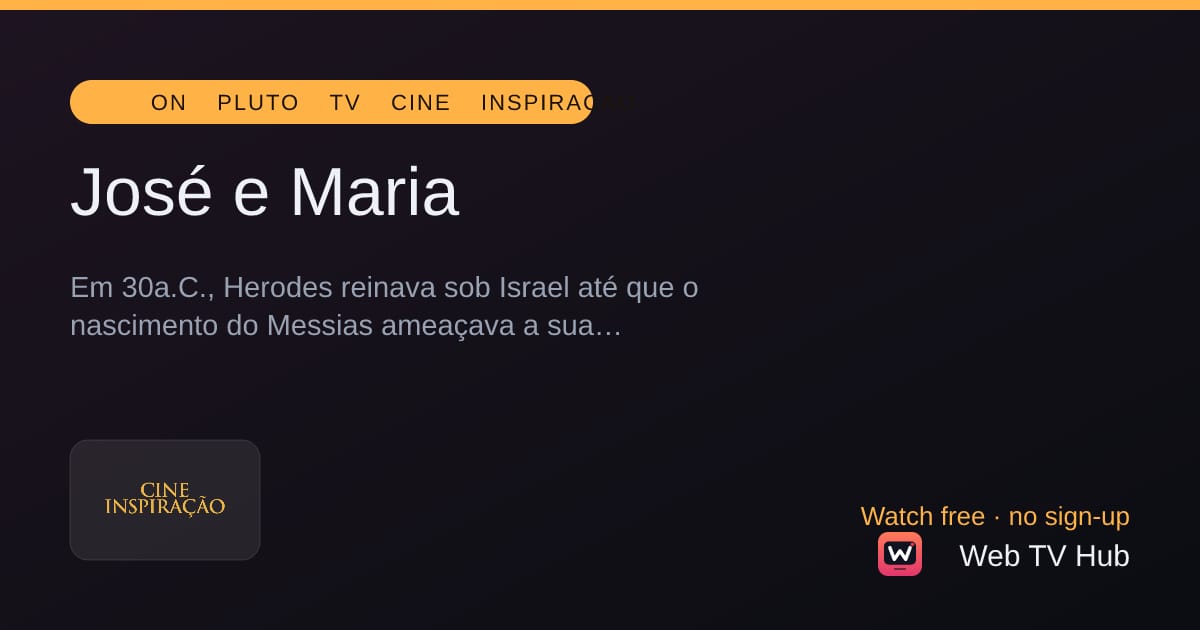 ON PLUTO TV CINE
José e Maria
Em 30a.C., Herodes reinava sob Israel até que o
nascimento do Messias ameaçava a sua…
CINE
INSPIRAÇÃO
Watch free · no sign-up
W
Web TV Hub